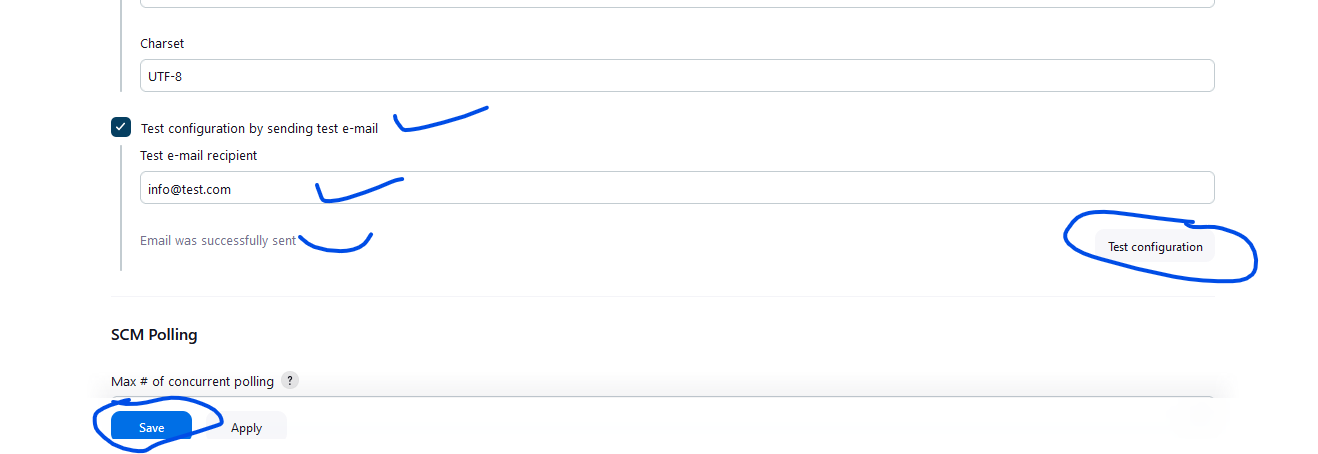 Charset
UTF-8
Test configuration by sending test e-mail
Test e-mail recipient
info@test.com
Email was successfully sent
Test configuration
SCM Polling
Max # of concurrent polling ?
Save Apply